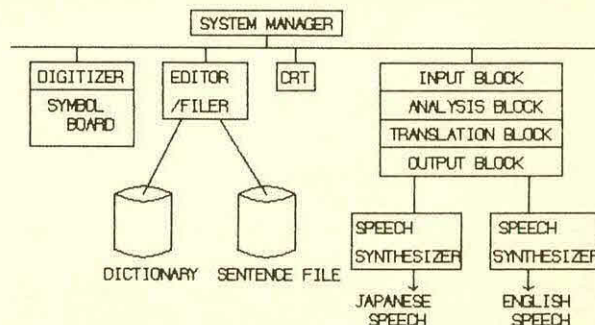 SYSTEM MANAGER
DIGITIZER
SYMBOL
BOARD
EDITOR
/FILER
CRT
INPUT BLOCK
ANALYSIS BLOCK
TRANSLATION BLOCK
OUTPUT BLOCK
DICTIONARY
SENTENCE FILE
SPEECH
SYNTHESIZER
SPEECH
SYNTHESIZER
JAPANESE
SPEECH
ENGLISH
SPEECH